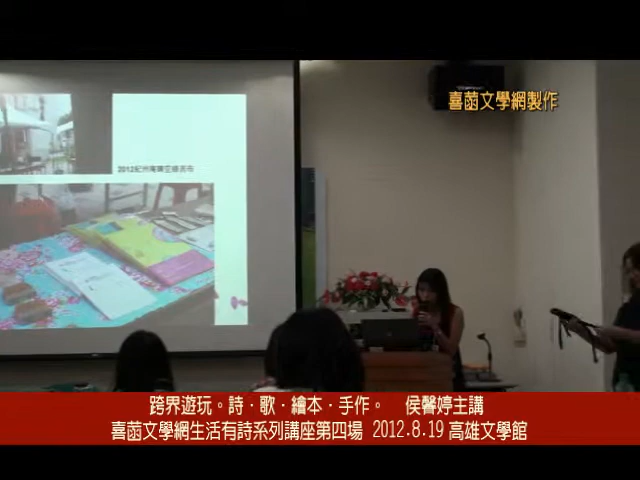 喜菡文學網製作
跨界遊玩。詩．歌．繪本．手作。 侯馨婷主講
喜菡文學網生活有詩系列講座第四場 2012.8.19 高雄文學館